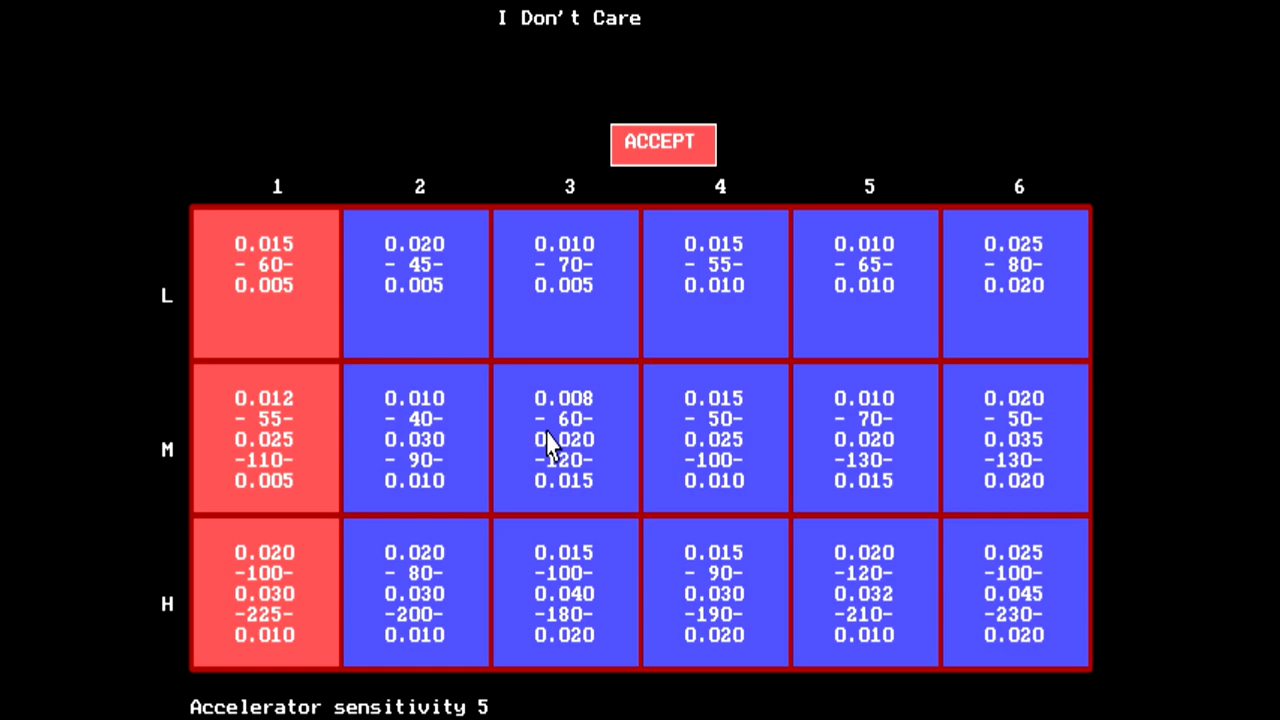 I Don't Care
ACCEPT
1 2 3 4 5 6
L
0.015 0.020 0.010 0.015 0.010 0.025
- 60- - 45- - 70- - 55- - 65- - 80-
0.005 0.005 0.005 0.010 0.010 0.020
M
0.012 0.010 0.008 0.015 0.010 0.020
- 55- - 40- - 60- - 50- - 70- - 50-
0.025 0.030 0.020 0.025 0.020 0.035
-110- - 90- -120- -100- -130- -130-
0.005 0.010 0.015 0.010 0.015 0.020
H
0.020 0.020 0.015 0.015 0.020 0.025
-100- - 80- -100- - 90- -120- -100-
0.030 0.030 0.040 0.030 0.032 0.045
-225- -200- -180- -190- -210- -230-
0.010 0.010 0.020 0.020 0.010 0.020
Accelerator sensitivity 5